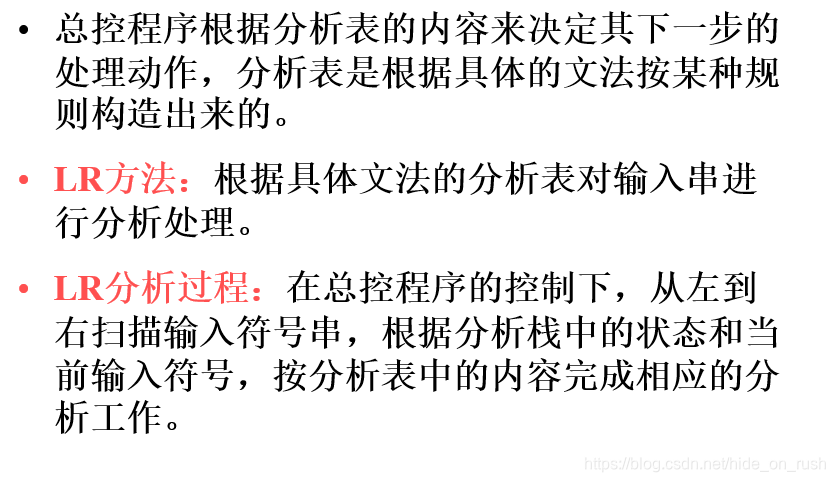 • 总控程序根据分析表的内容来决定其下一步的
处理动作，分析表是根据具体的文法按某种规
则构造出来的。
• LR方法：根据具体文法的分析表对输入串进
行分析处理。
• LR分析过程：在总控程序的控制下，从左到
右扫描输入符号串，根据分析栈中的状态和当
前输入符号，按分析表中的内容完成相应的分
析工作。
https://blog.csdn.net/hide_on_rush